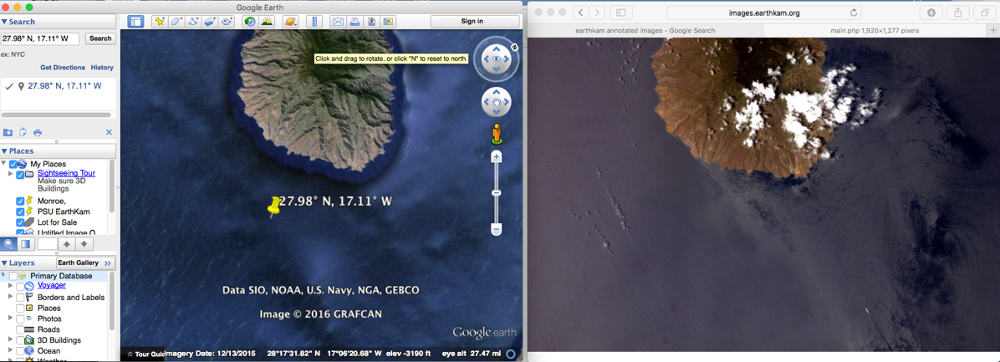 Google Earth
Search
27.98° N, 17.11° W
Search
ex: NYC
Get Directions
History
27.98° N, 17.11° W
Places
My Places
Sightseeing Tour
Make sure 3D
Buildings
Monroe,
PSU EarthKam
Lot for Sale
Untitled Image O
Layers
Earth Gallery >>
Primary Database
Voyager
Borders and Labels
Places
Photos
Roads
3D Buildings
Ocean
Weather
Sign in
Click and drag to rotate, or click "N" to reset to north
N
27.98° N, 17.11° W
Data SIO, NOAA, U.S. Navy, NGA, GEBCO
Image © 2016 GRAFCAN
Google earth
Tour Guid
Imagery Date: 12/13/2015 28°17'31.82" N 17°06'20.68" W elev -3190 ft eye alt 27.47 mi
images.earthkam.org
earthkam annotated images - Google Search
main.php 1,920×1,277 pixels